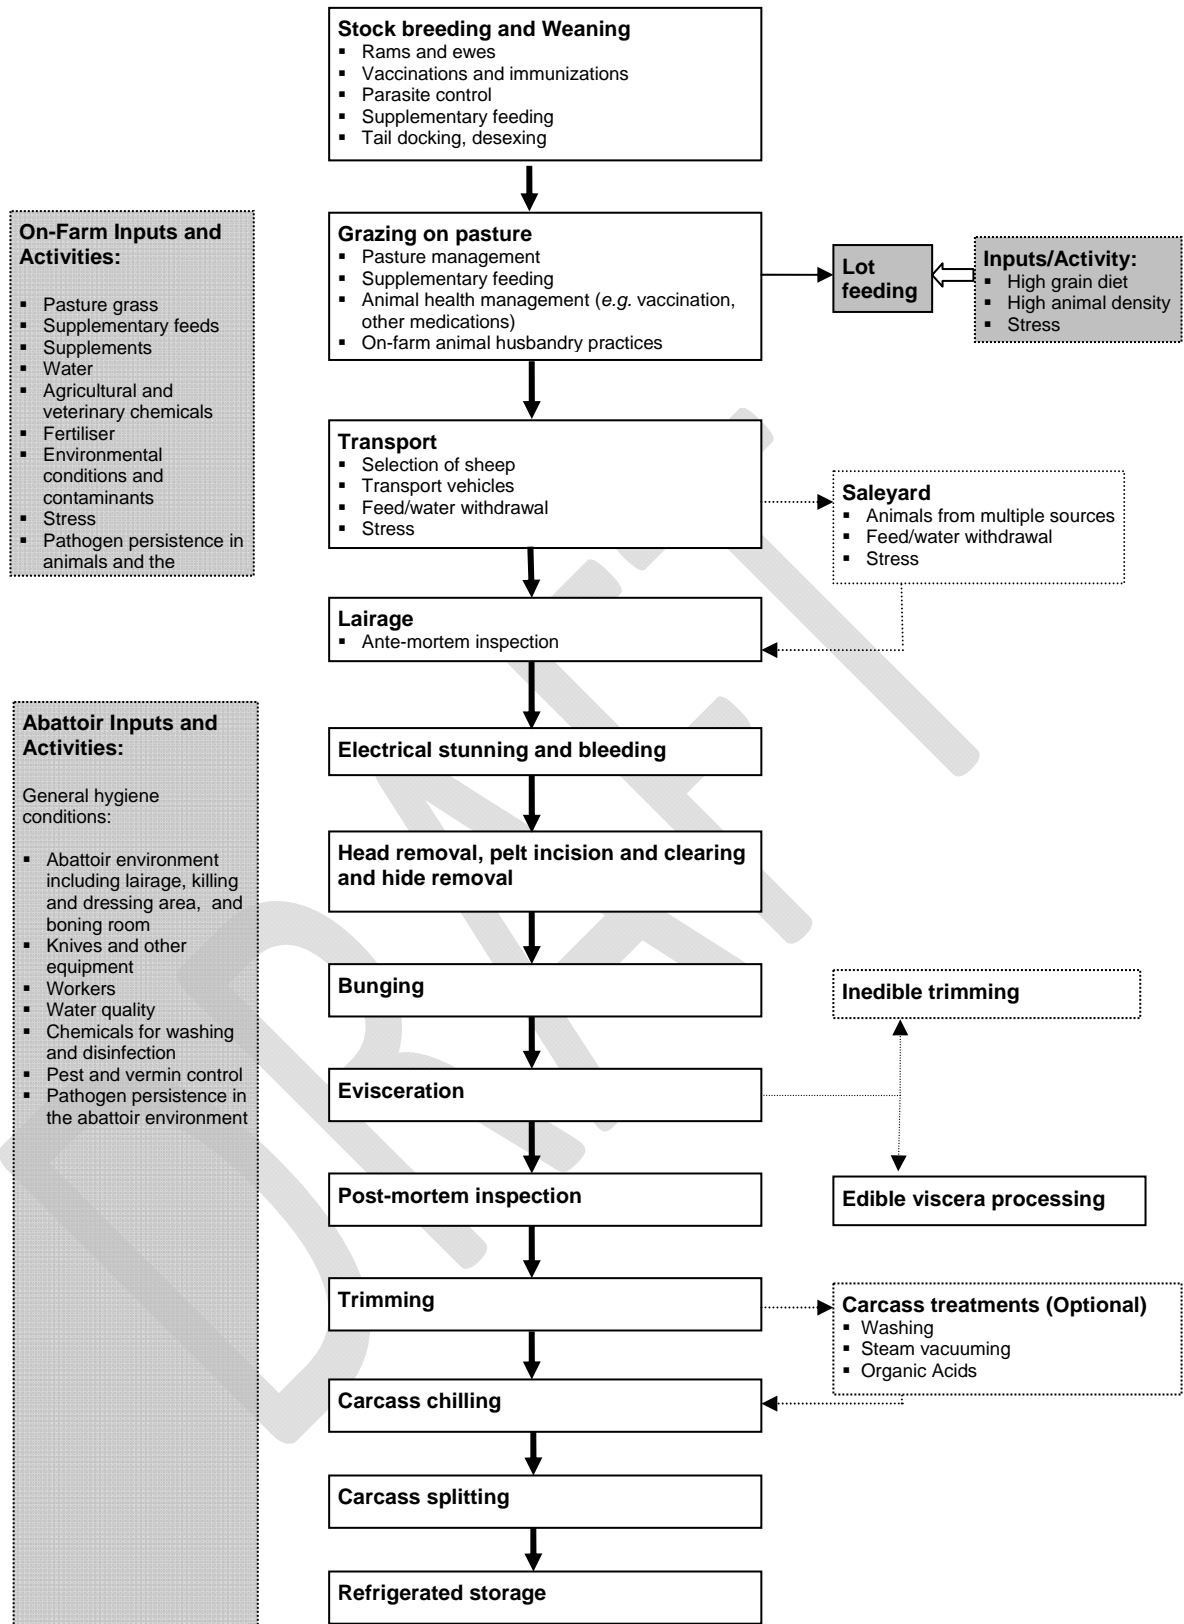 Stock breeding and Weaning
▪ Rams and ewes
▪ Vaccinations and immunizations
▪ Parasite control
▪ Supplementary feeding
▪ Tail docking, desexing
On-Farm Inputs and
Activities:
▪ Pasture grass
▪ Supplementary feeds
▪ Supplements
▪ Water
▪ Agricultural and
veterinary chemicals
▪ Fertiliser
▪ Environmental
conditions and
contaminants
▪ Stress
▪ Pathogen persistence in
animals and the
Grazing on pasture
▪ Pasture management
▪ Supplementary feeding
▪ Animal health management (e.g. vaccination,
other medications)
▪ On-farm animal husbandry practices
Lot
feeding
Inputs/Activity:
▪ High grain diet
▪ High animal density
▪ Stress
Transport
▪ Selection of sheep
▪ Transport vehicles
▪ Feed/water withdrawal
▪ Stress
Saleyard
▪ Animals from multiple sources
▪ Feed/water withdrawal
▪ Stress
Lairage
▪ Ante-mortem inspection
Abattoir Inputs and
Activities:
General hygiene
conditions:
▪ Abattoir environment
including lairage, killing
and dressing area, and
boning room
▪ Knives and other
equipment
▪ Workers
▪ Water quality
▪ Chemicals for washing
and disinfection
▪ Pest and vermin control
▪ Pathogen persistence in
the abattoir environment
Electrical stunning and bleeding
Head removal, pelt incision and clearing
and hide removal
Bunging
Inedible trimming
Evisceration
Post-mortem inspection
Edible viscera processing
Trimming
Carcass treatments (Optional)
▪ Washing
▪ Steam vacuuming
▪ Organic Acids
Carcass chilling
Carcass splitting
Refrigerated storage
DRAFT